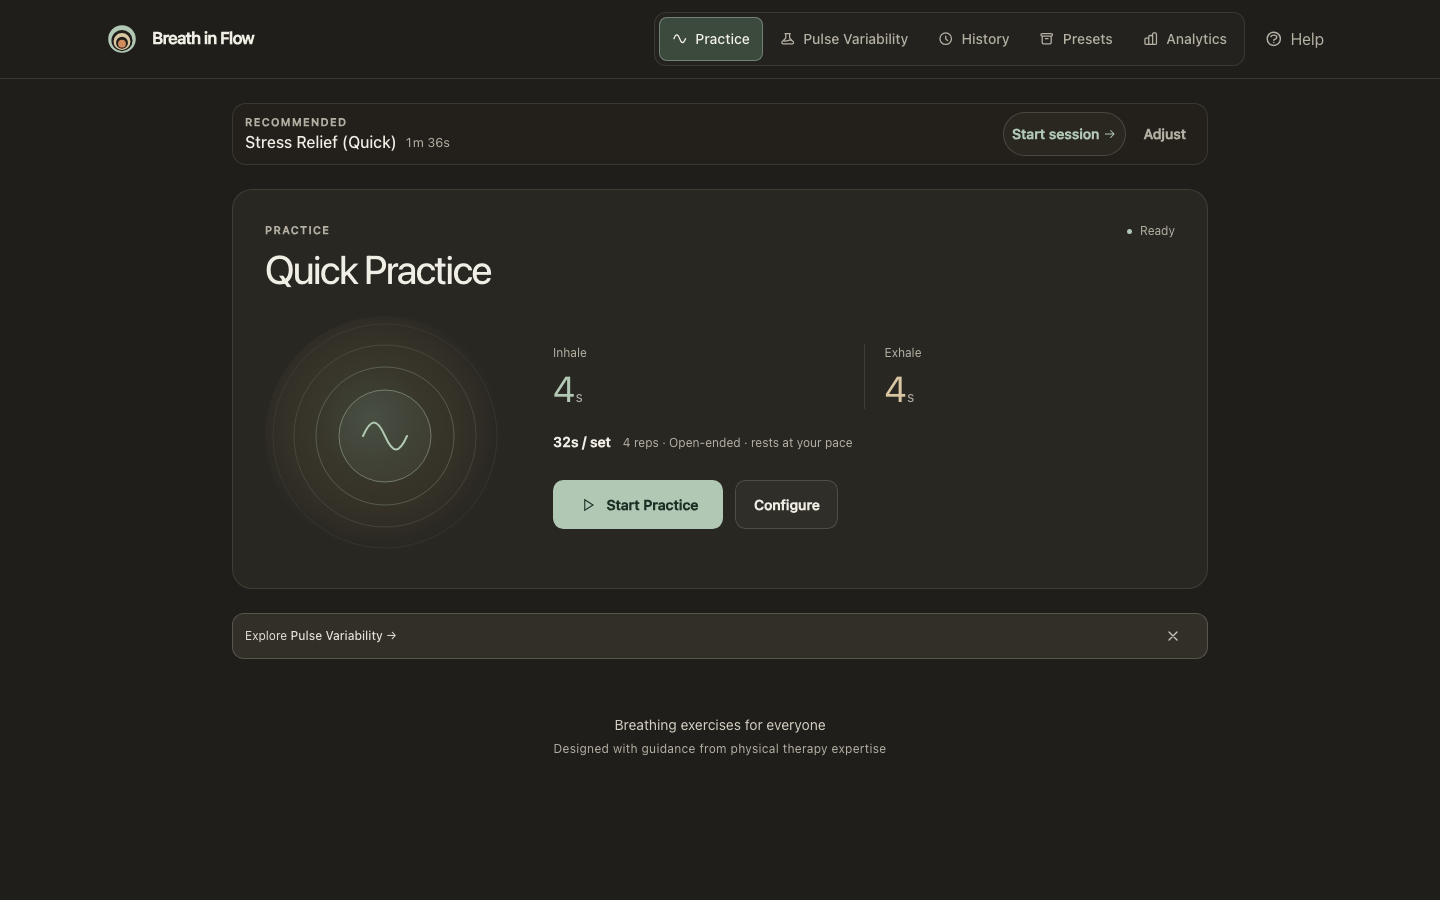 Breath in Flow
Practice
Pulse Variability
History
Presets
Analytics
Help
RECOMMENDED
Stress Relief (Quick) 1m 36s
Start session →
Adjust
PRACTICE
Ready
Quick Practice
Inhale
4s
Exhale
4s
32s / set 4 reps · Open-ended · rests at your pace
Start Practice
Configure
Explore Pulse Variability →
Breathing exercises for everyone
Designed with guidance from physical therapy expertise